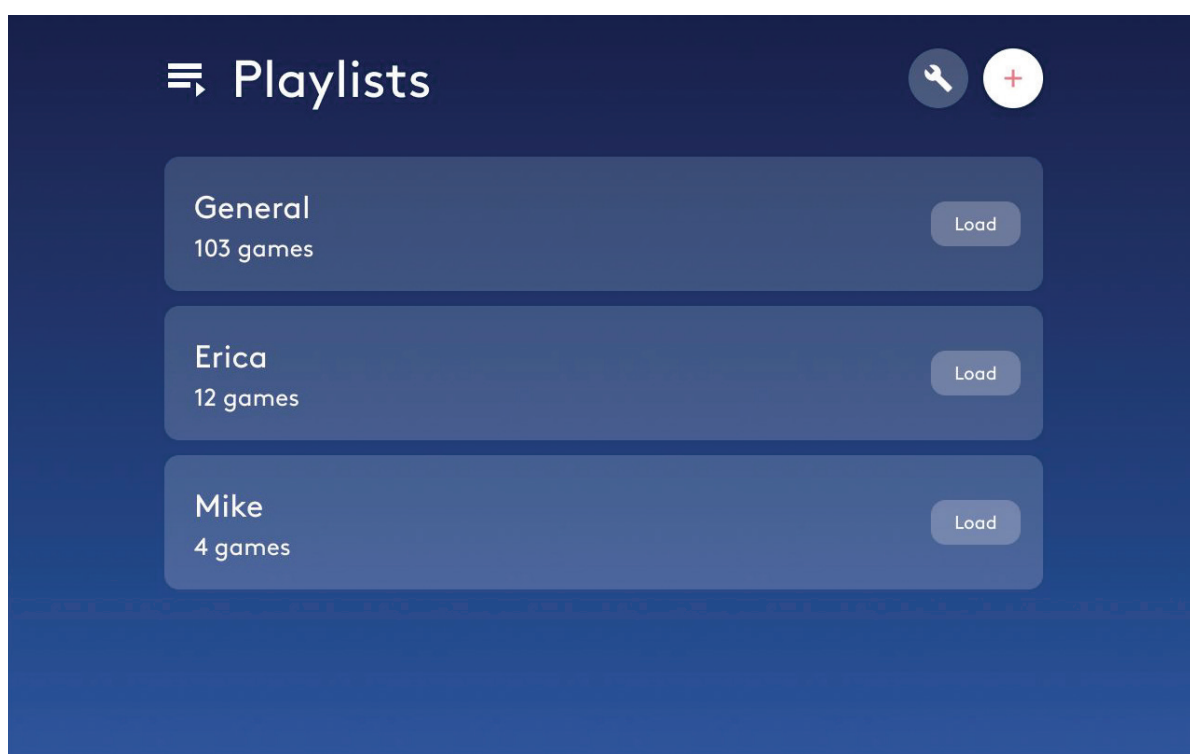 Playlists
General
103 games
Load
Erica
12 games
Load
Mike
4 games
Load